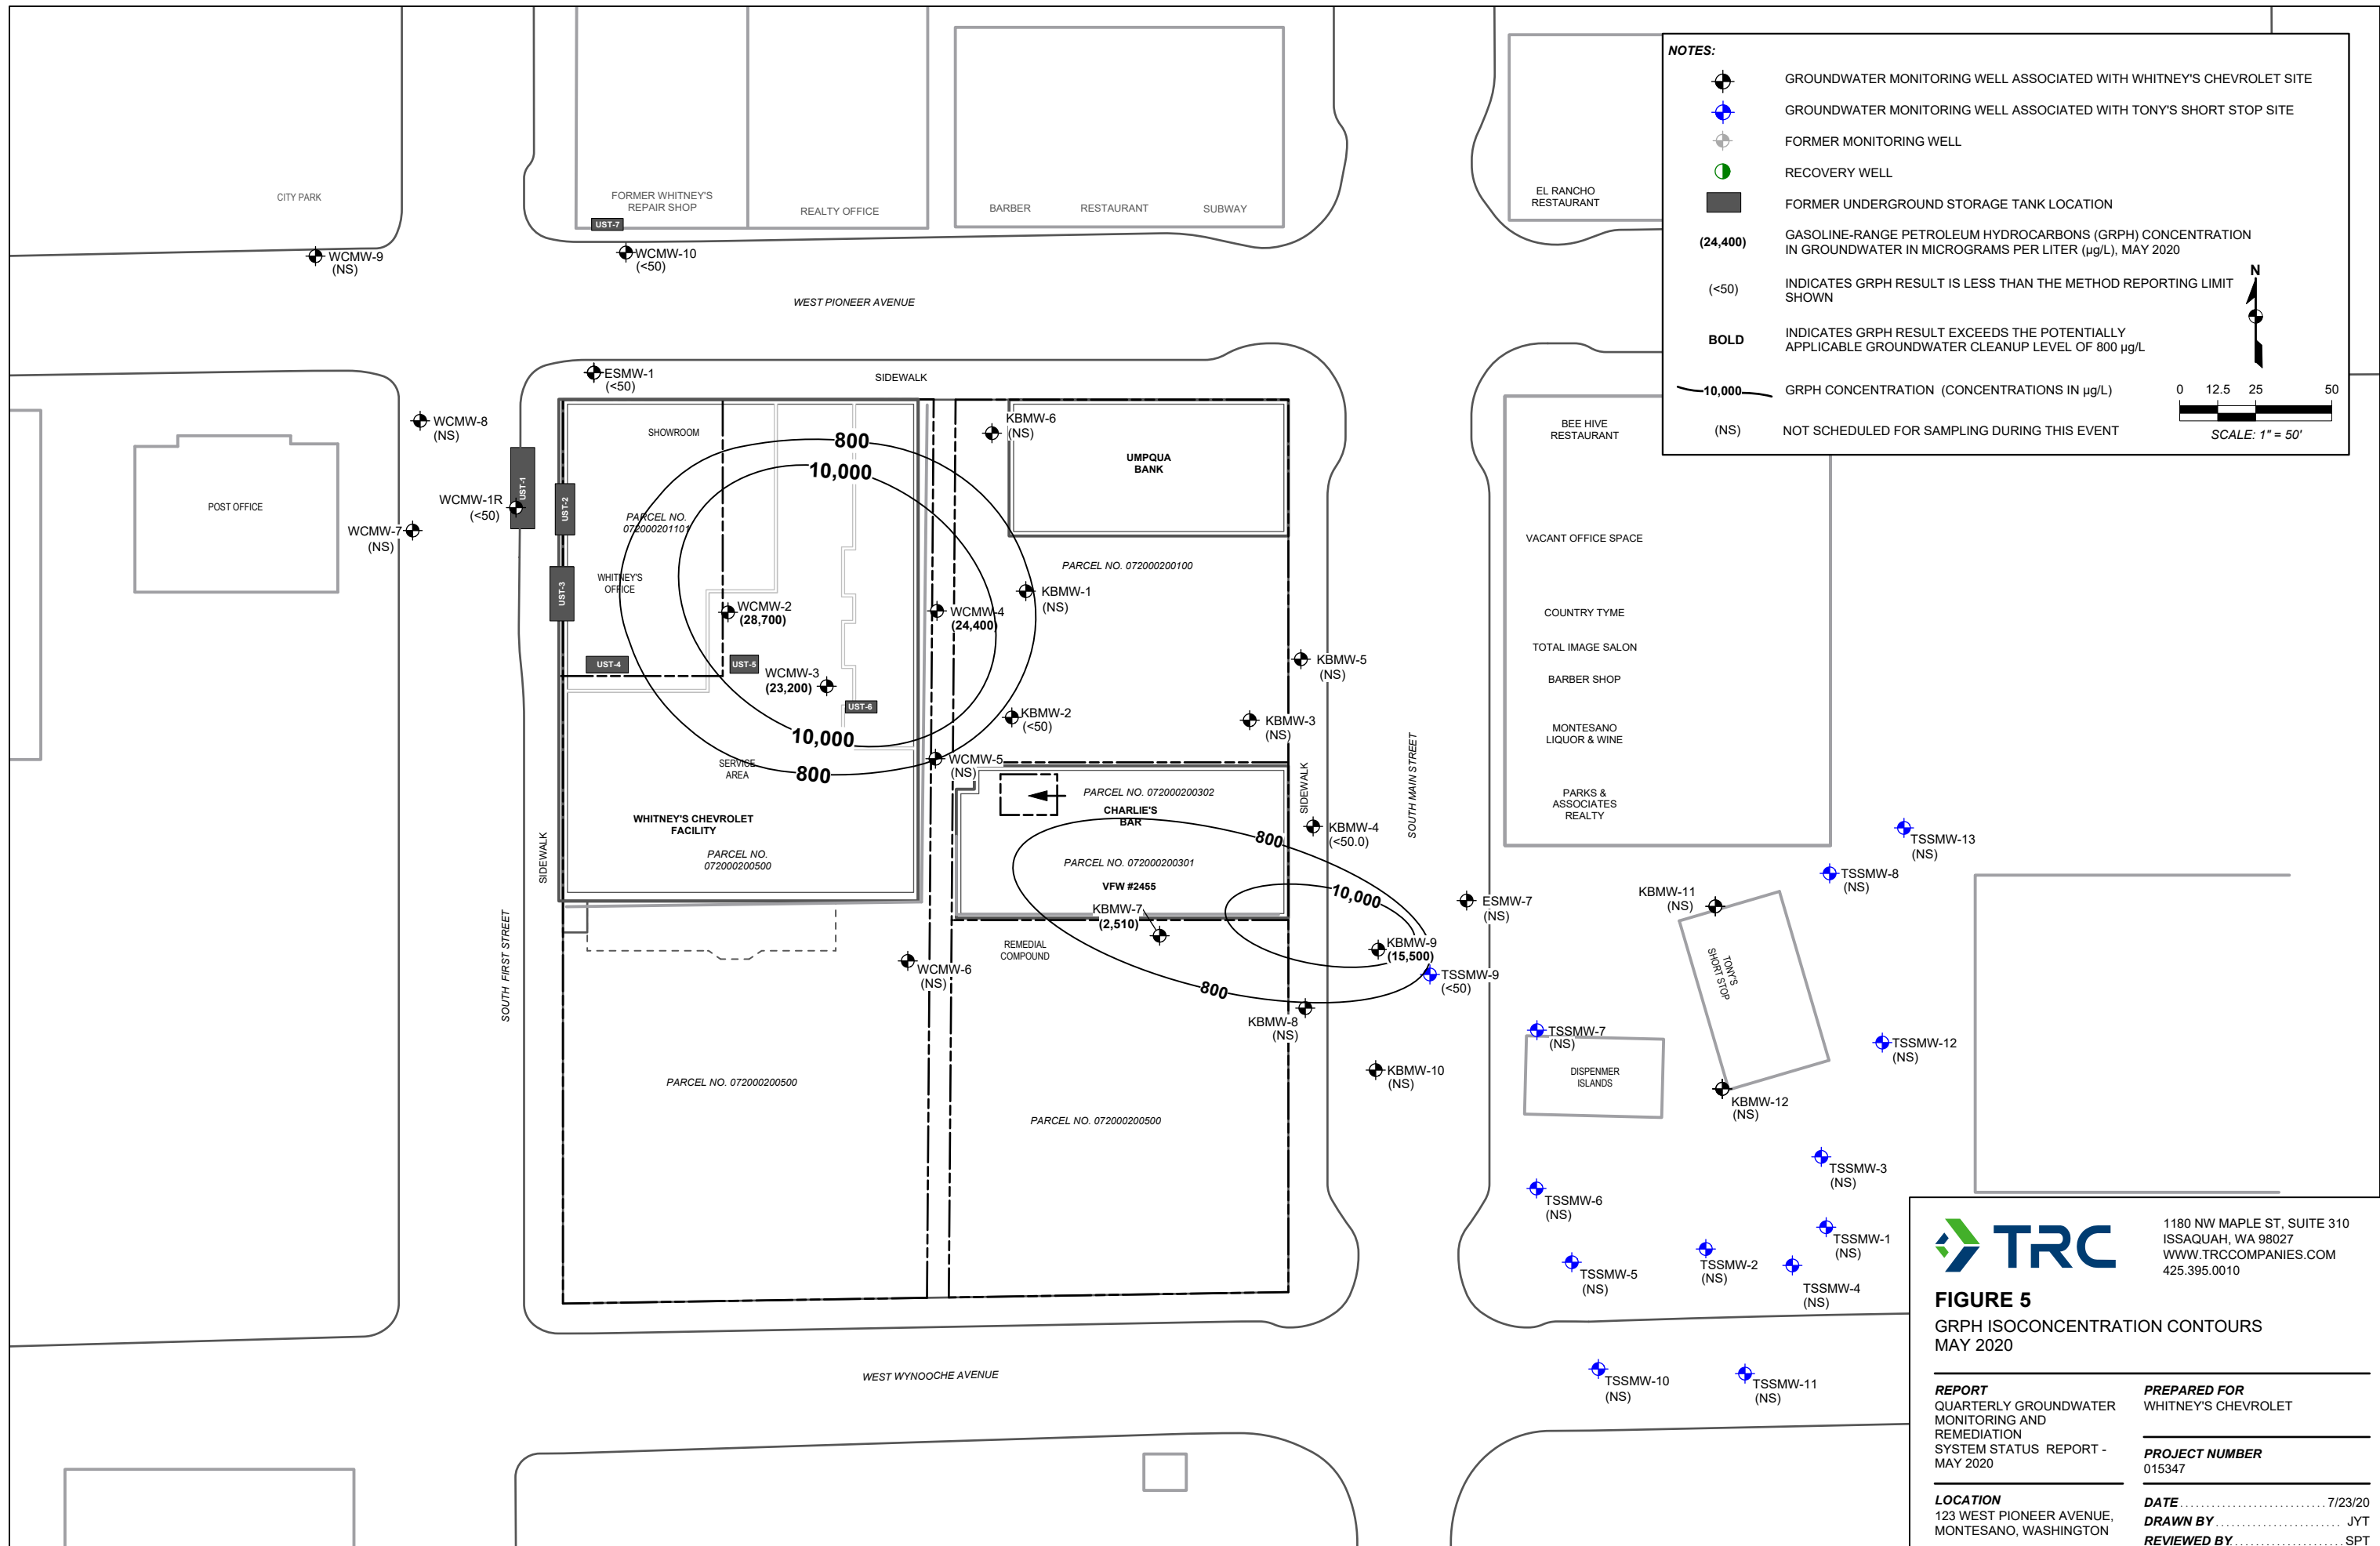 NOTES:
GROUNDWATER MONITORING WELL ASSOCIATED WITH WHITNEY'S CHEVROLET SITE
GROUNDWATER MONITORING WELL ASSOCIATED WITH TONY'S SHORT STOP SITE
FORMER MONITORING WELL
RECOVERY WELL
FORMER UNDERGROUND STORAGE TANK LOCATION
(24,400)
GASOLINE-RANGE PETROLEUM HYDROCARBONS (GRPH) CONCENTRATION
IN GROUNDWATER IN MICROGRAMS PER LITER (µg/L), MAY 2020
(<50)
INDICATES GRPH RESULT IS LESS THAN THE METHOD REPORTING LIMIT
SHOWN
BOLD
INDICATES GRPH RESULT EXCEEDS THE POTENTIALLY
APPLICABLE GROUNDWATER CLEANUP LEVEL OF 800 µg/L
10,000
GRPH CONCENTRATION (CONCENTRATIONS IN µg/L)
(NS)
NOT SCHEDULED FOR SAMPLING DURING THIS EVENT
N
0 12.5 25 50
SCALE: 1" = 50'
CITY PARK
FORMER WHITNEY'S
REPAIR SHOP
UST-7
REALTY OFFICE
BARBER
RESTAURANT
SUBWAY
EL RANCHO
RESTAURANT
WCMW-9
(NS)
WCMW-10
(<50)
WEST PIONEER AVENUE
ESMW-1
(<50)
SIDEWALK
WCMW-8
(NS)
POST OFFICE
WCMW-1R
(<50)
WCMW-7
(NS)
UST-1
UST-2
UST-3
SHOWROOM
800
10,000
PARCEL NO.
072000201101
WHITNEY'S
OFFICE
WCMW-2
(28,700)
UST-4
UST-5
WCMW-3
(23,200)
UST-6
10,000
800
SERVICE
AREA
WHITNEY'S CHEVROLET
FACILITY
PARCEL NO.
072000200500
KBMW-6
(NS)
UMPQUA
BANK
PARCEL NO. 072000200100
KBMW-1
(NS)
WCMW-4
(24,400)
KBMW-2
(<50)
WCMW-5
(NS)
KBMW-5
(NS)
KBMW-3
(NS)
SIDEWALK
SOUTH MAIN STREET
PARCEL NO. 072000200302
CHARLIE'S
BAR
KBMW-4
(<50.0)
800
PARCEL NO. 072000200301
VFW #2455
10,000
KBMW-7
(2,510)
KBMW-9
(15,500)
ESMW-7
(NS)
TSSMW-9
(<50)
800
REMEDIAL
COMPOUND
WCMW-6
(NS)
KBMW-8
(NS)
KBMW-10
(NS)
SIDEWALK
SOUTH FIRST STREET
PARCEL NO. 072000200500
PARCEL NO. 072000200500
BEE HIVE
RESTAURANT
VACANT OFFICE SPACE
COUNTRY TYME
TOTAL IMAGE SALON
BARBER SHOP
MONTESANO
LIQUOR & WINE
PARKS &
ASSOCIATES
REALTY
TSSMW-13
(NS)
TSSMW-8
(NS)
KBMW-11
(NS)
TONY'S
SHORT STOP
TSSMW-7
(NS)
DISPENMER
ISLANDS
TSSMW-12
(NS)
KBMW-12
(NS)
TSSMW-3
(NS)
TSSMW-6
(NS)
TSSMW-1
(NS)
TSSMW-2
(NS)
TSSMW-5
(NS)
TSSMW-4
(NS)
WEST WYNOOCHE AVENUE
TSSMW-10
(NS)
TSSMW-11
(NS)
TRC
1180 NW MAPLE ST, SUITE 310
ISSAQUAH, WA 98027
WWW.TRCCOMPANIES.COM
425.395.0010
FIGURE 5
GRPH ISOCONCENTRATION CONTOURS
MAY 2020
REPORT
QUARTERLY GROUNDWATER
MONITORING AND
REMEDIATION
SYSTEM STATUS REPORT -
MAY 2020
PREPARED FOR
WHITNEY'S CHEVROLET
PROJECT NUMBER
015347
LOCATION
123 WEST PIONEER AVENUE,
MONTESANO, WASHINGTON
DATE 7/23/20
DRAWN BY JYT
REVIEWED BY SPT